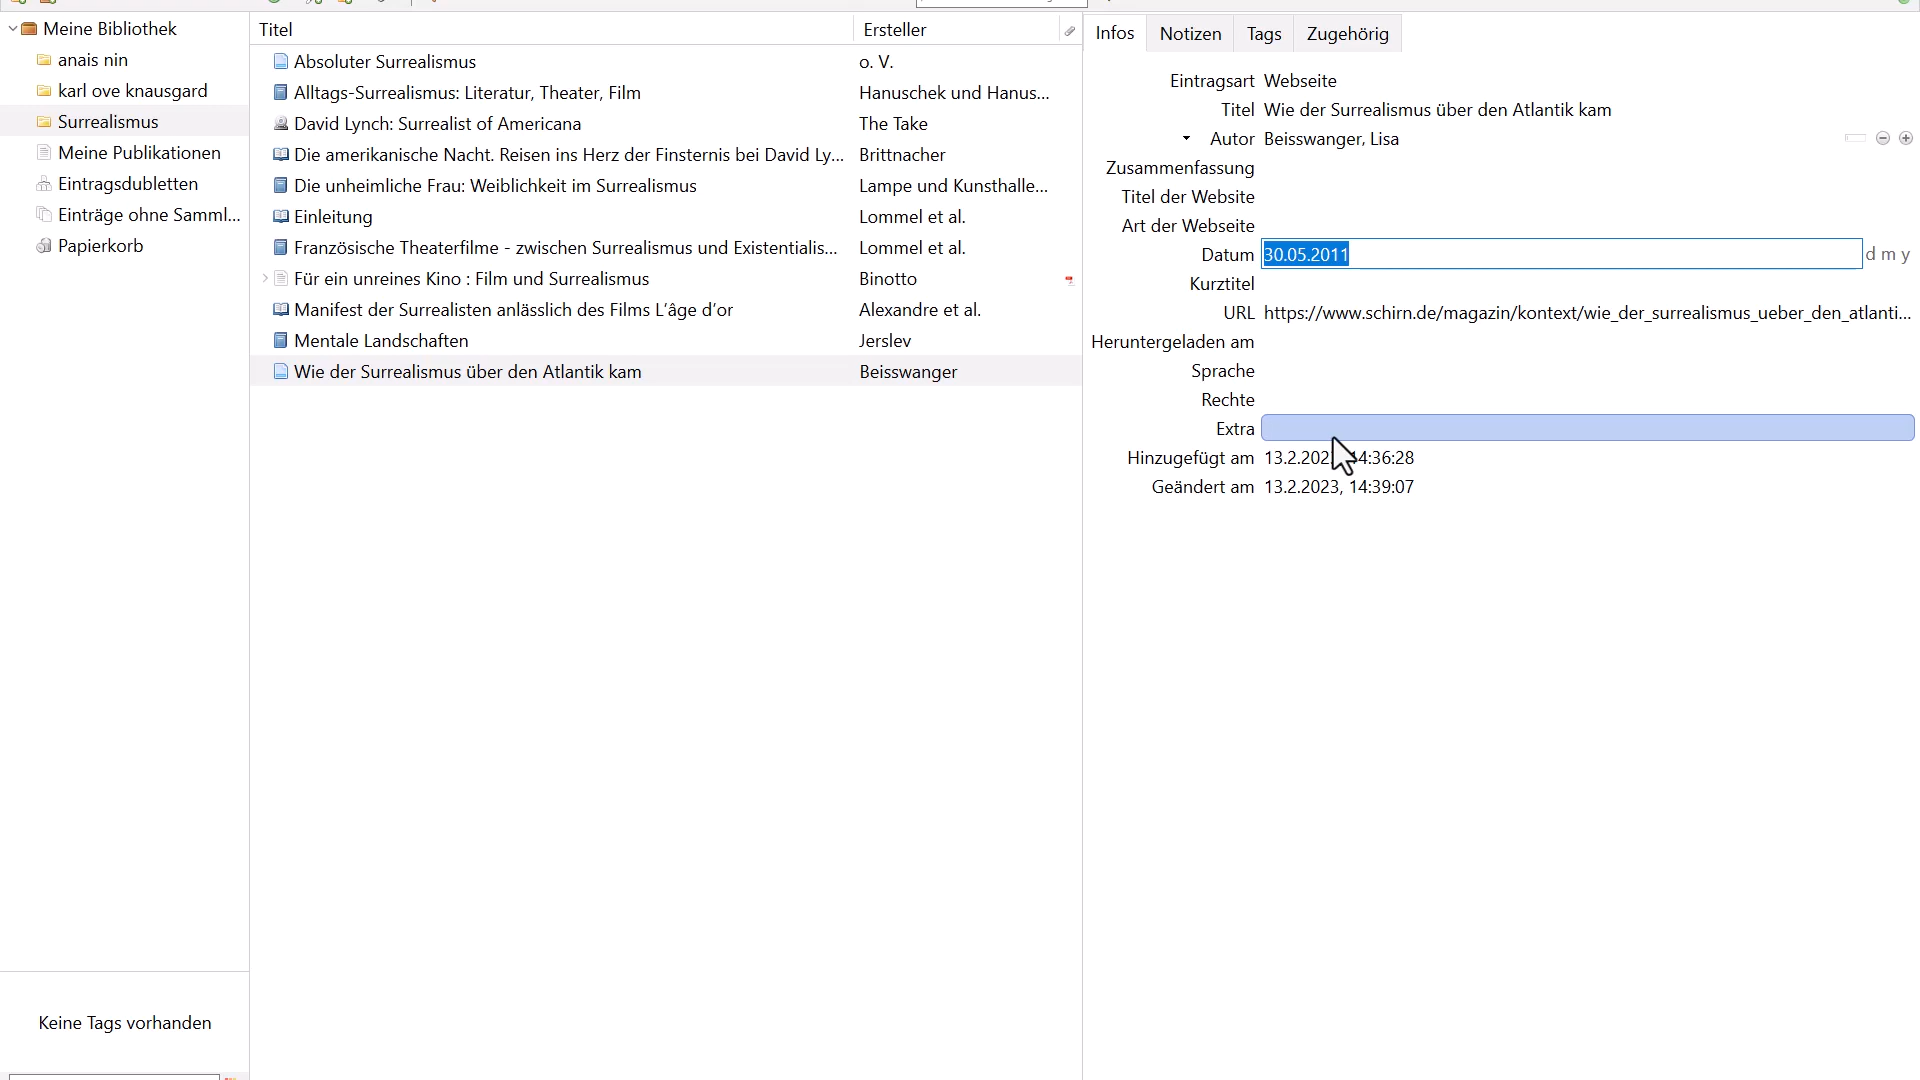 Meine Bibliothek
anais nin
karl ove knausgard
Surrealismus
Meine Publikationen
Eintragsdubletten
Einträge ohne Samml...
Papierkorb
Keine Tags vorhanden
Titel Ersteller
Absoluter Surrealismus o. V.
Alltags-Surrealismus: Literatur, Theater, Film Hanuschek und Hanus...
David Lynch: Surrealist of Americana The Take
Die amerikanische Nacht. Reisen ins Herz der Finsternis bei David Ly... Brittnacher
Die unheimliche Frau: Weiblichkeit im Surrealismus Lampe und Kunsthalle...
Einleitung Lommel et al.
Französische Theaterfilme - zwischen Surrealismus und Existentialis... Lommel et al.
Für ein unreines Kino : Film und Surrealismus Binotto
Manifest der Surrealisten anlässlich des Films L'âge d'or Alexandre et al.
Mentale Landschaften Jerslev
Wie der Surrealismus über den Atlantik kam Beisswanger
Infos Notizen Tags Zugehörig
Eintragsart Webseite
Titel Wie der Surrealismus über den Atlantik kam
Autor Beisswanger, Lisa
Zusammenfassung
Titel der Website
Art der Webseite
Datum 30.05.2011 d m y
Kurztitel
URL https://www.schirn.de/magazin/kontext/wie_der_surrealismus_ueber_den_atlanti...
Heruntergeladen am
Sprache
Rechte
Extra
Hinzugefügt am 13.2.202 4:36:28
Geändert am 13.2.2023, 14:39:07